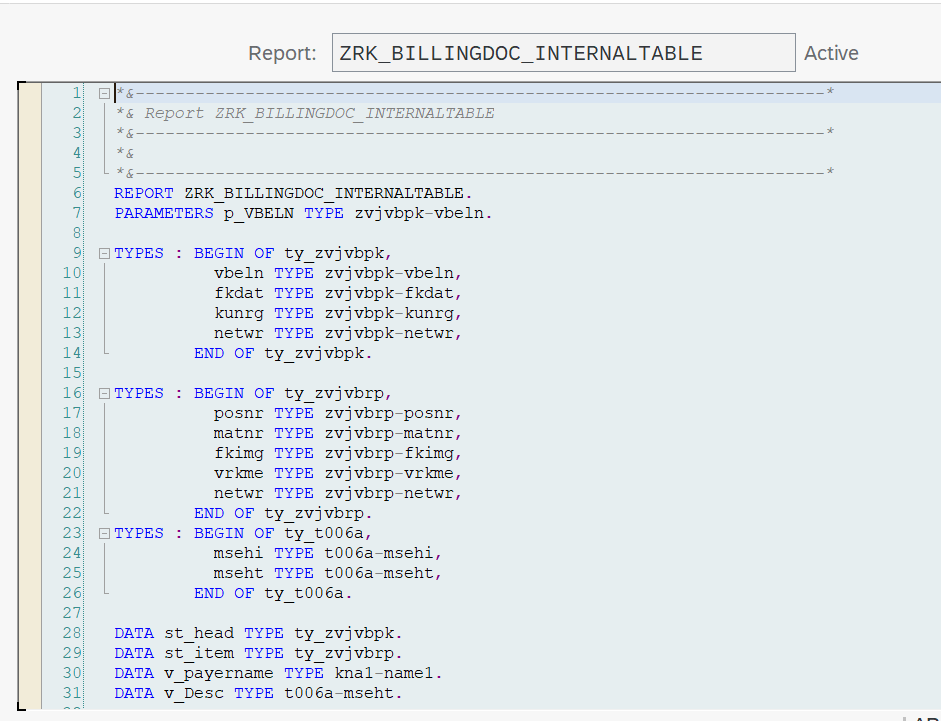 Report: ZRK_BILLINGDOC_INTERNALTABLE Active
1 *&---------------------------------------------------------------------*
2 *& Report ZRK_BILLINGDOC_INTERNALTABLE
3 *&---------------------------------------------------------------------*
4 *&
5 *&---------------------------------------------------------------------*
6 REPORT ZRK_BILLINGDOC_INTERNALTABLE.
7 PARAMETERS p_VBELN TYPE zvjvbpk-vbeln.
8
9 TYPES : BEGIN OF ty_zvjvbpk,
10 vbeln TYPE zvjvbpk-vbeln,
11 fkdat TYPE zvjvbpk-fkdat,
12 kunrg TYPE zvjvbpk-kunrg,
13 netwr TYPE zvjvbpk-netwr,
14 END OF ty_zvjvbpk.
15
16 TYPES : BEGIN OF ty_zvjvbrp,
17 posnr TYPE zvjvbrp-posnr,
18 matnr TYPE zvjvbrp-matnr,
19 fkimg TYPE zvjvbrp-fkimg,
20 vrkme TYPE zvjvbrp-vrkme,
21 netwr TYPE zvjvbrp-netwr,
22 END OF ty_zvjvbrp.
23 TYPES : BEGIN OF ty_t006a,
24 msehi TYPE t006a-msehi,
25 mseht TYPE t006a-mseht,
26 END OF ty_t006a.
27
28 DATA st_head TYPE ty_zvjvbpk.
29 DATA st_item TYPE ty_zvjvbrp.
30 DATA v_payername TYPE kna1-name1.
31 DATA v_Desc TYPE t006a-mseht.